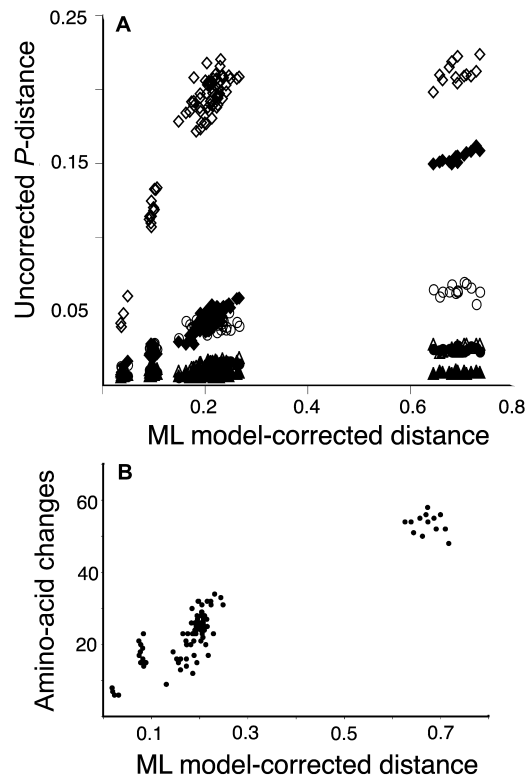 A
0.25
0.15
0.05
Uncorrected P-distance
0.2 0.4 0.6 0.8
ML model-corrected distance
B
60
40
20
Amino-acid changes
0.1 0.3 0.5 0.7
ML model-corrected distance